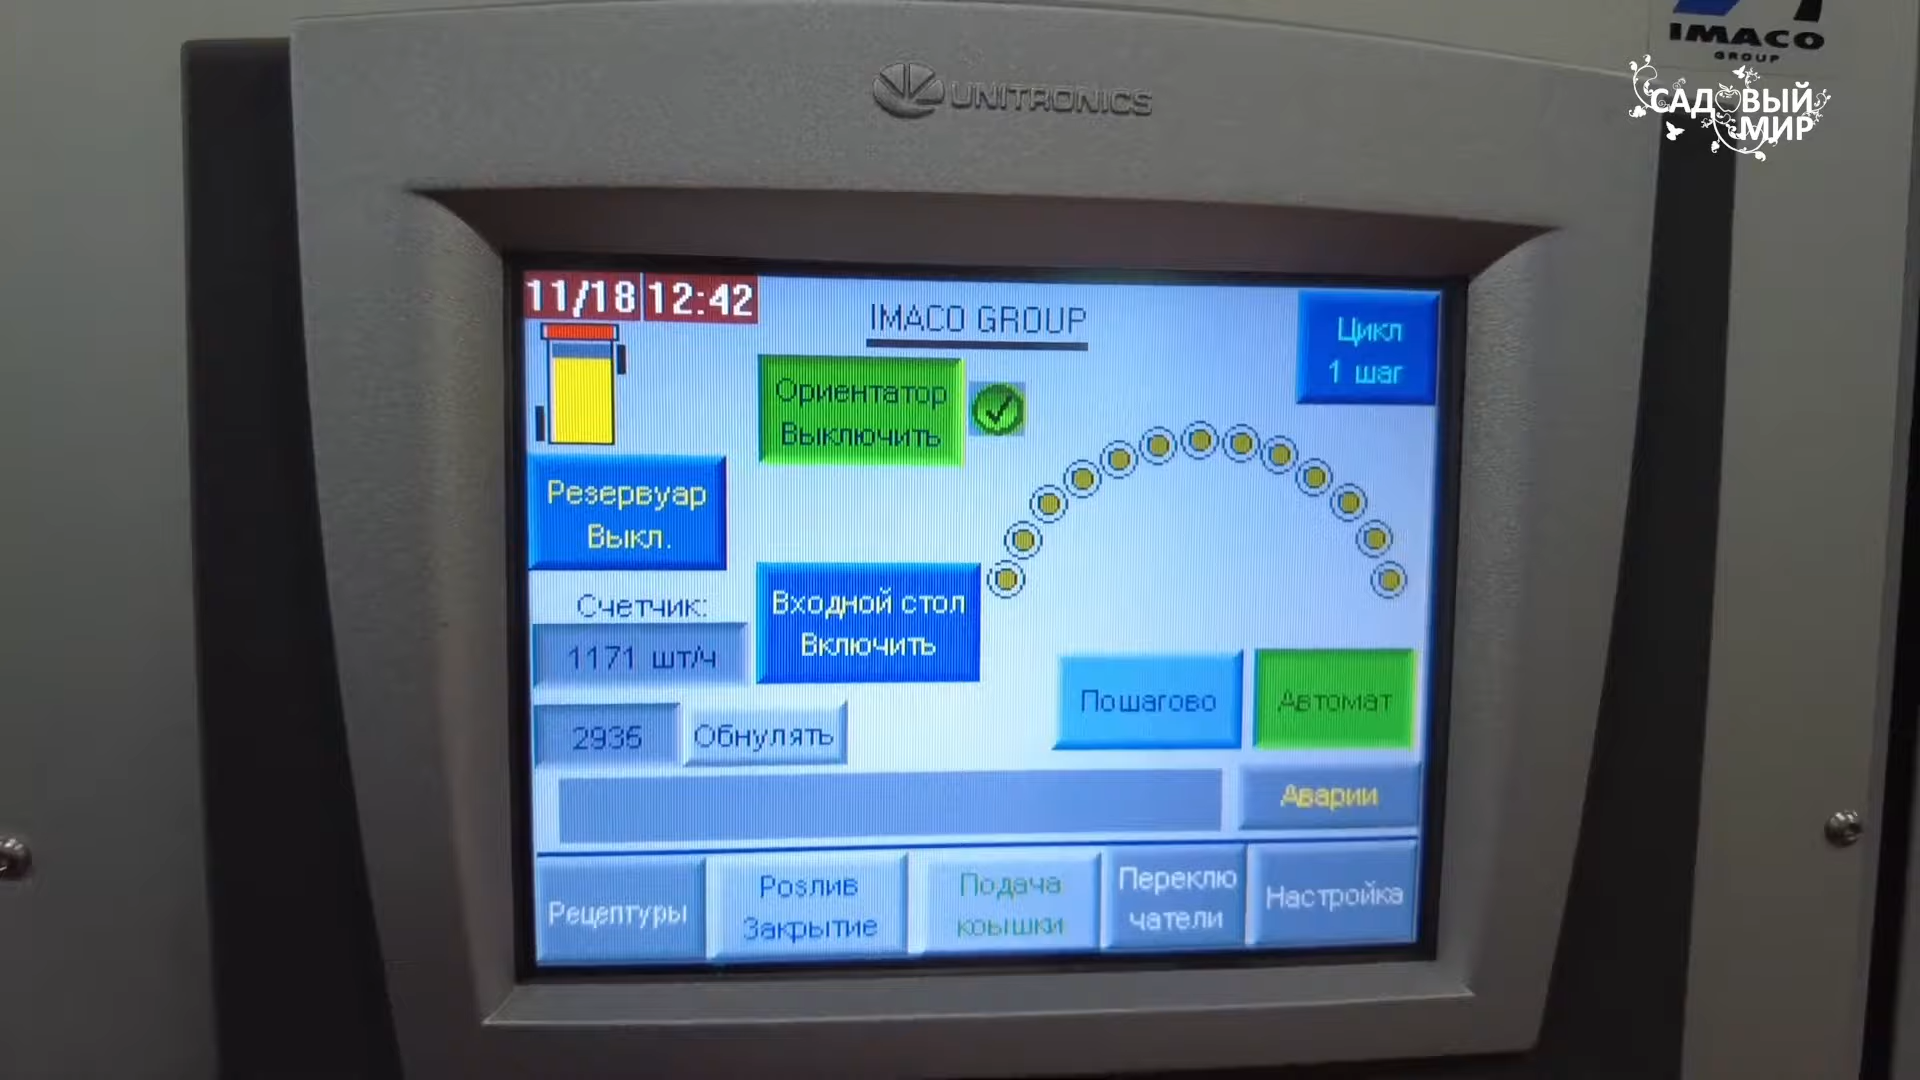 IMACO
GROUP
САДОВЫЙ
МИР
UNITRONICS
11/18 12:42
IMACO GROUP
Цикл
1 шаг
Ориентатор
Выключить
Резервуар
Выкл.
Счетчик:
1171 шт/ч
Входной стол
Включить
2936
Обнулять
Пошагово
Автомат
Аварии
Рецептуры
Розлив
Закрытие
Подача
крышки
Переклю
чатели
Настройка